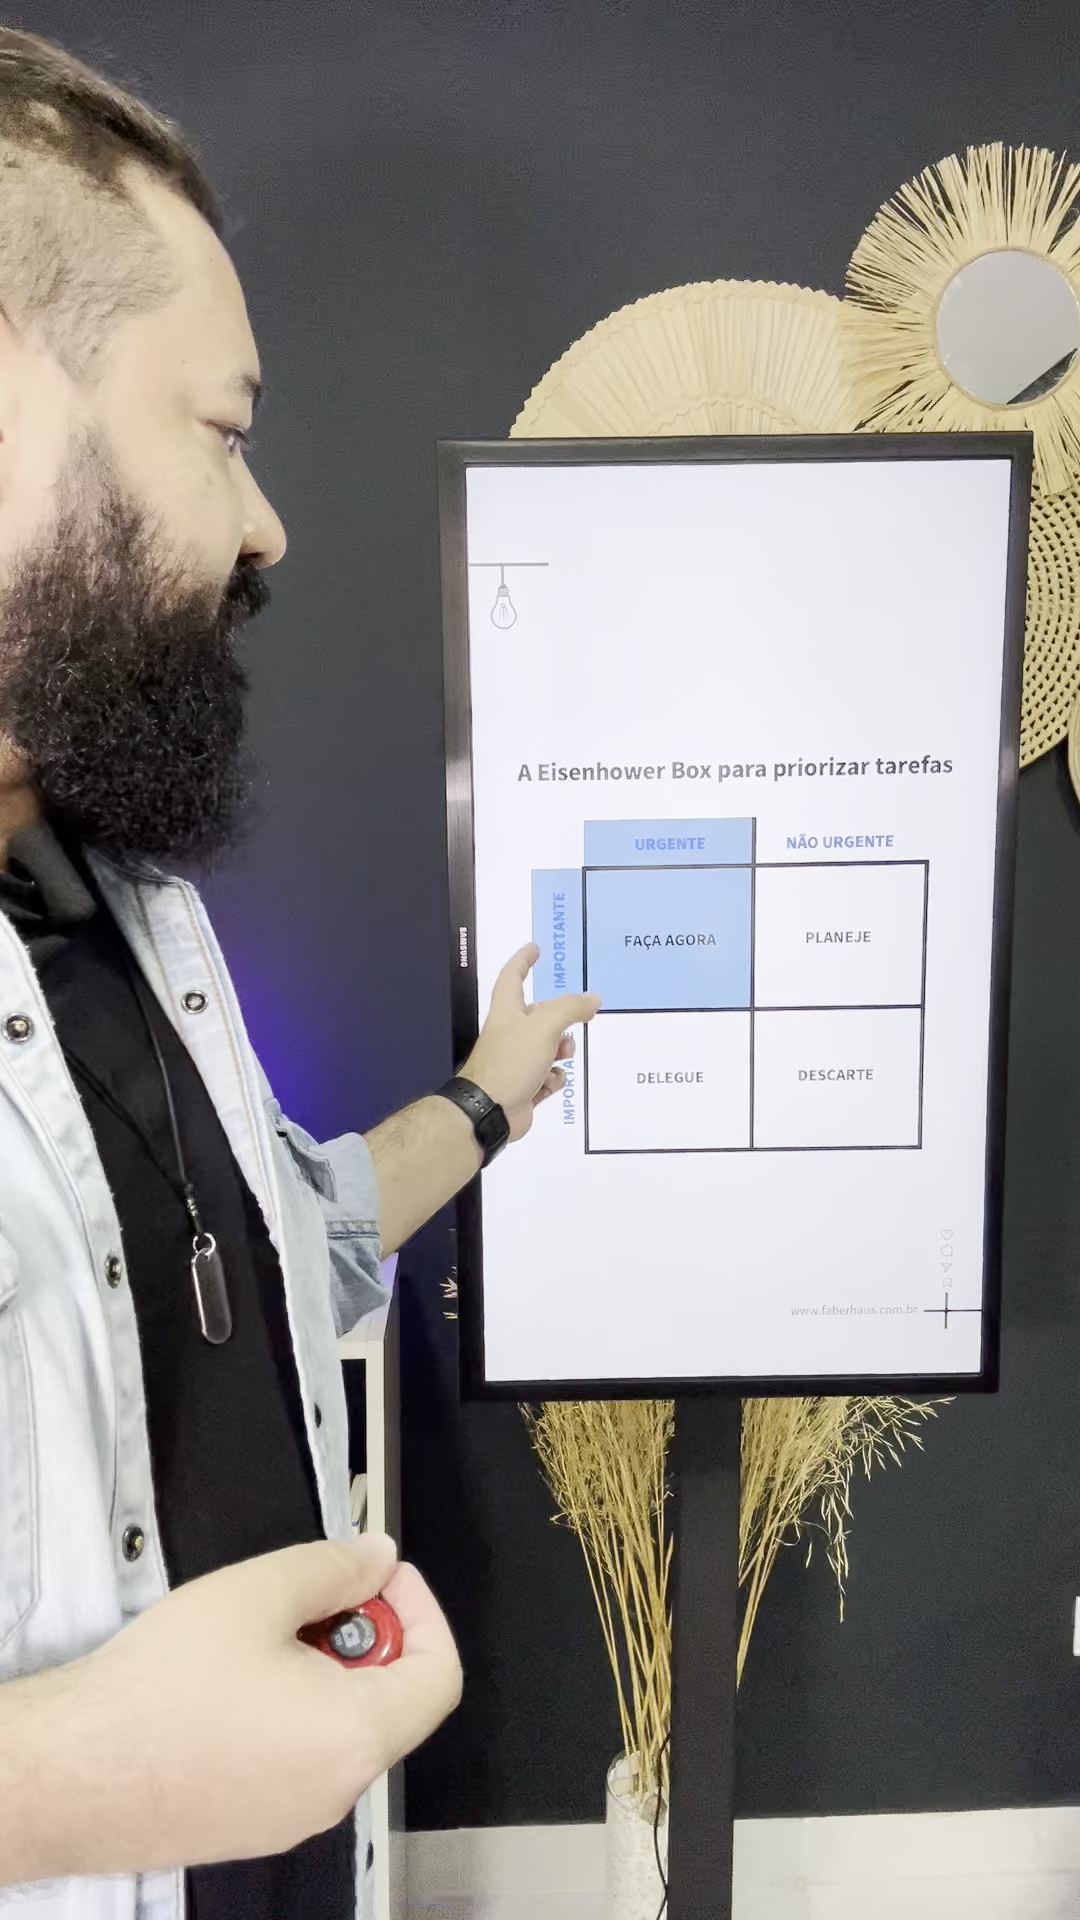 A Eisenhower Box para priorizar tarefas
URGENTE
NÃO URGENTE
IMPORTANTE
FAÇA AGORA
PLANEJE
DELEGUE
DESCARTE
SAMSUNG
www.faberhaus.com.br